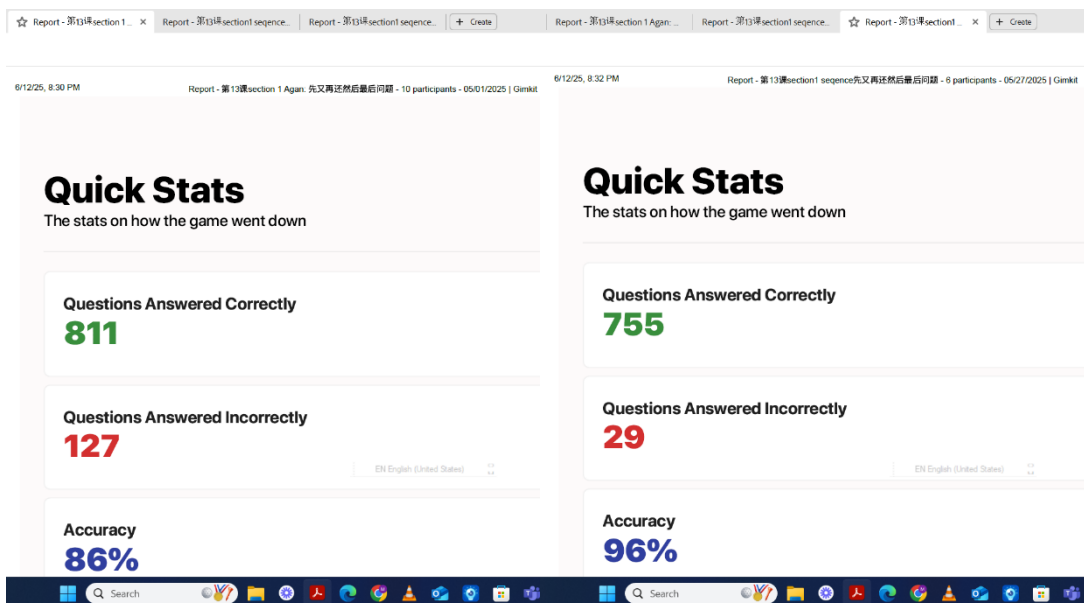 Report - 第13课section 1 ...
Report - 第13课section1 seqence...
Report - 第13课section1 seqence...
+ Create
6/12/25, 8:30 PM
Report - 第13课section 1 Agan: 先又再还然后最后问题 - 10 participants - 05/01/2025 | Gimkit
Quick Stats
The stats on how the game went down
Questions Answered Correctly
811
Questions Answered Incorrectly
127
EN English (United States)
Accuracy
86%
Search
Report - 第13课section 1 Agan: ...
Report - 第13课section1 seqence...
Report - 第13课section1...
+ Create
6/12/25, 8:32 PM
Report - 第13课section1 seqence先又再还然后最后问题 - 6 participants - 05/27/2025 | Gimkit
Quick Stats
The stats on how the game went down
Questions Answered Correctly
755
Questions Answered Incorrectly
29
EN English (United States)
Accuracy
96%
Search